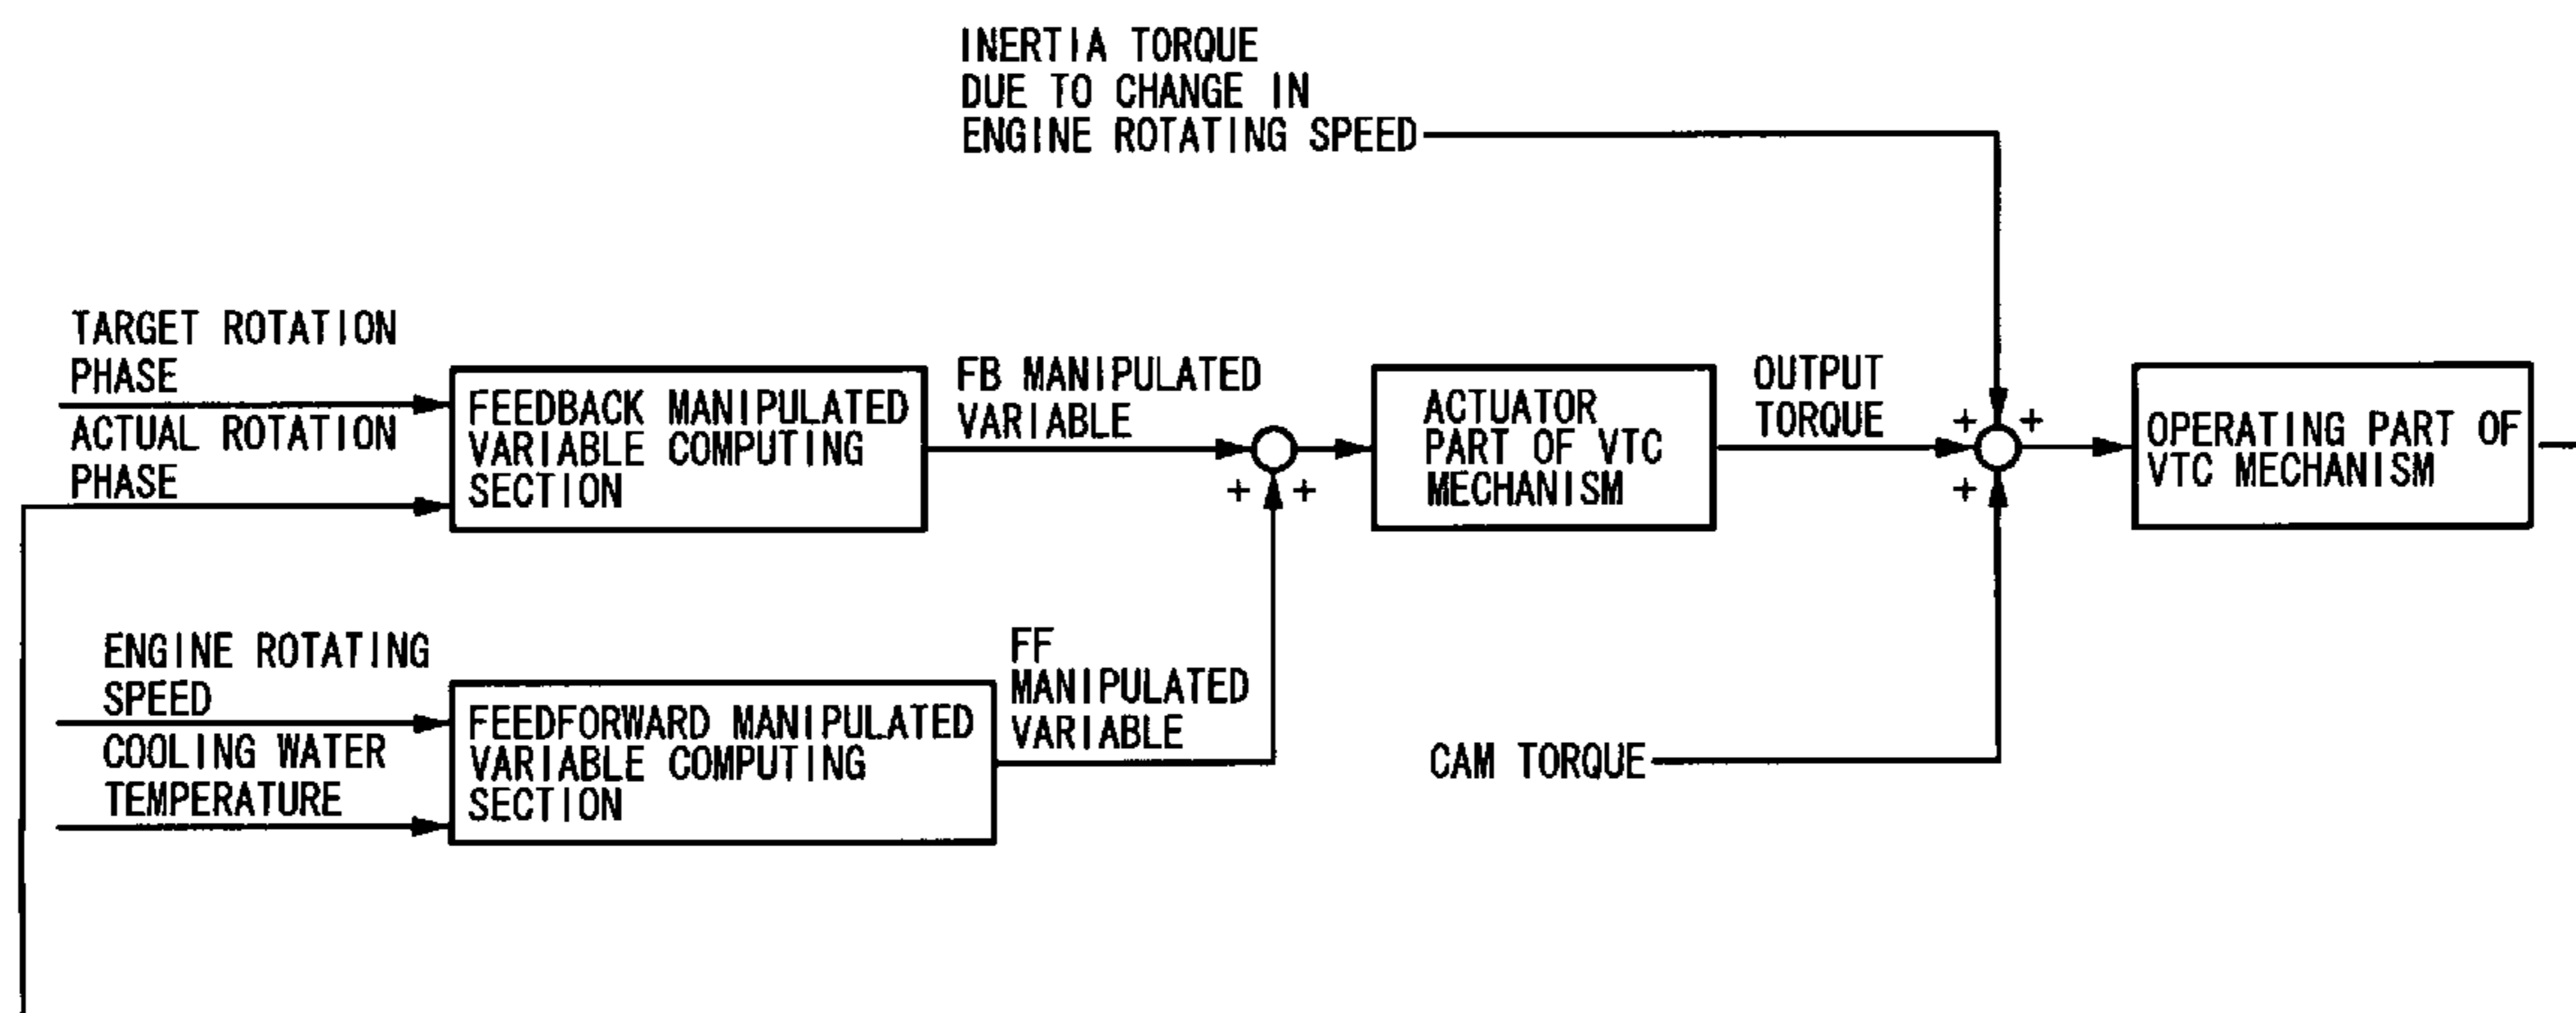 INERTIA TORQUE
DUE TO CHANGE IN
ENGINE ROTATING SPEED
TARGET ROTATION
PHASE
ACTUAL ROTATION
PHASE
FEEDBACK MANIPULATED
VARIABLE COMPUTING
SECTION
FB MANIPULATED
VARIABLE
+ +
ACTUATOR
PART OF VTC
MECHANISM
OUTPUT
TORQUE
+ +
+
OPERATING PART OF
VTC MECHANISM
ENGINE ROTATING
SPEED
COOLING WATER
TEMPERATURE
FEEDFORWARD MANIPULATED
VARIABLE COMPUTING
SECTION
FF
MANIPULATED
VARIABLE
CAM TORQUE